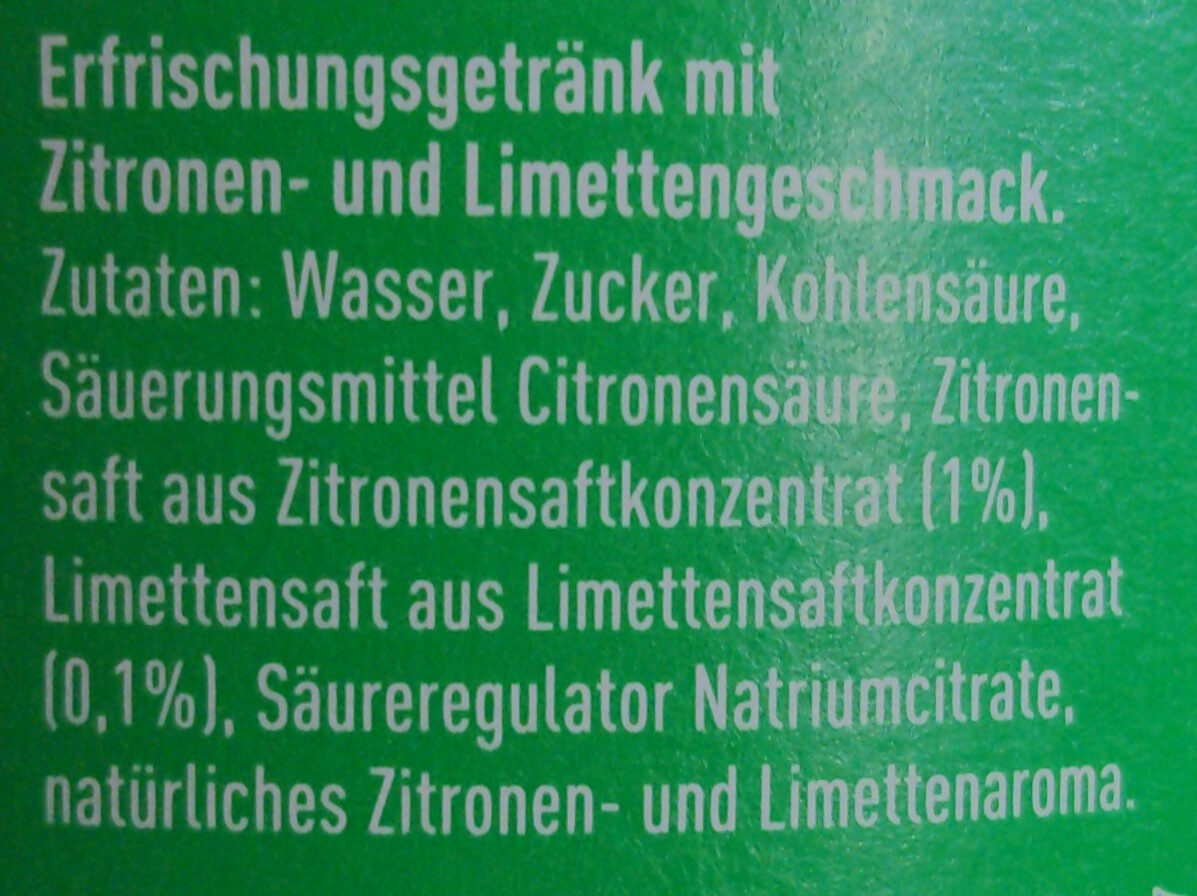 Erfrischungsgetränk mit
Zitronen- und Limettengeschmack.
Zutaten: Wasser, Zucker, Kohlensäure,
Säuerungsmittel Citronensäure, Zitronen-
saft aus Zitronensaftkonzentrat (1%),
Limettensaft aus Limettensaftkonzentrat
(0,1%), Säureregulator Natriumcitrate,
natürliches Zitronen- und Limettenaroma.